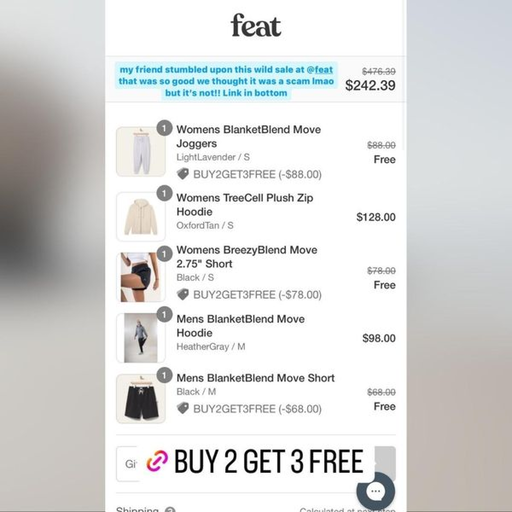 feat
my friend stumbled upon this wild sale at @feat
that was so good we thought it was a scam lmao
but it's not!! Link in bottom
$476.39
$242.39
1
Womens BlanketBlend Move
Joggers
LightLavender / S
BUY2GET3FREE (-$88.00)
$88.00
Free
1
Womens TreeCell Plush Zip
Hoodie
OxfordTan / S
$128.00
1
Womens BreezyBlend Move
2.75" Short
Black / S
BUY2GET3FREE (-$78.00)
$78.00
Free
1
Mens BlanketBlend Move
Hoodie
HeatherGray / M
$98.00
1
Mens BlanketBlend Move Short
Black / M
BUY2GET3FREE (-$68.00)
$68.00
Free
Gi
BUY 2 GET 3 FREE
Shipping
Calculated at next step